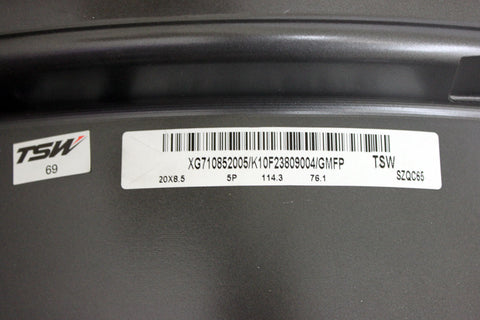 TSW
69
XG710852005/K10F23809004/GMFP TSW
20X8.5 5P 114.3 76.1 SZQC65